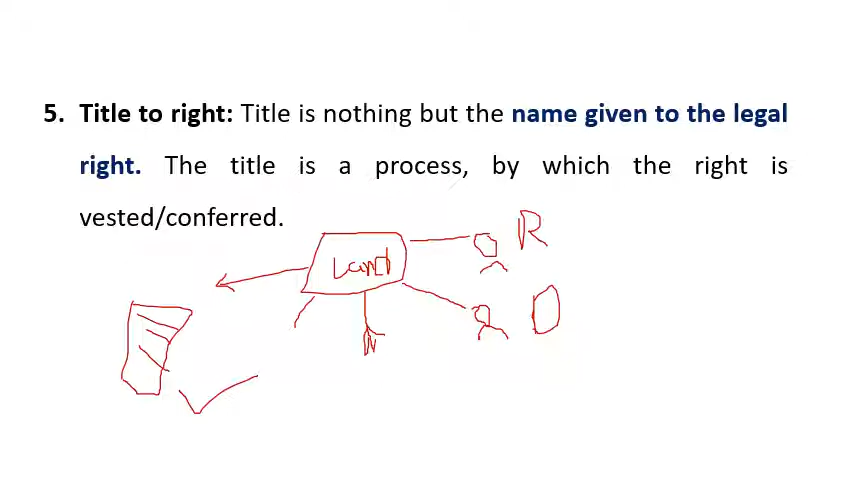 5. Title to right: Title is nothing but the name given to the legal
right. The title is a process, by which the right is
vested/conferred.
R
Land
O